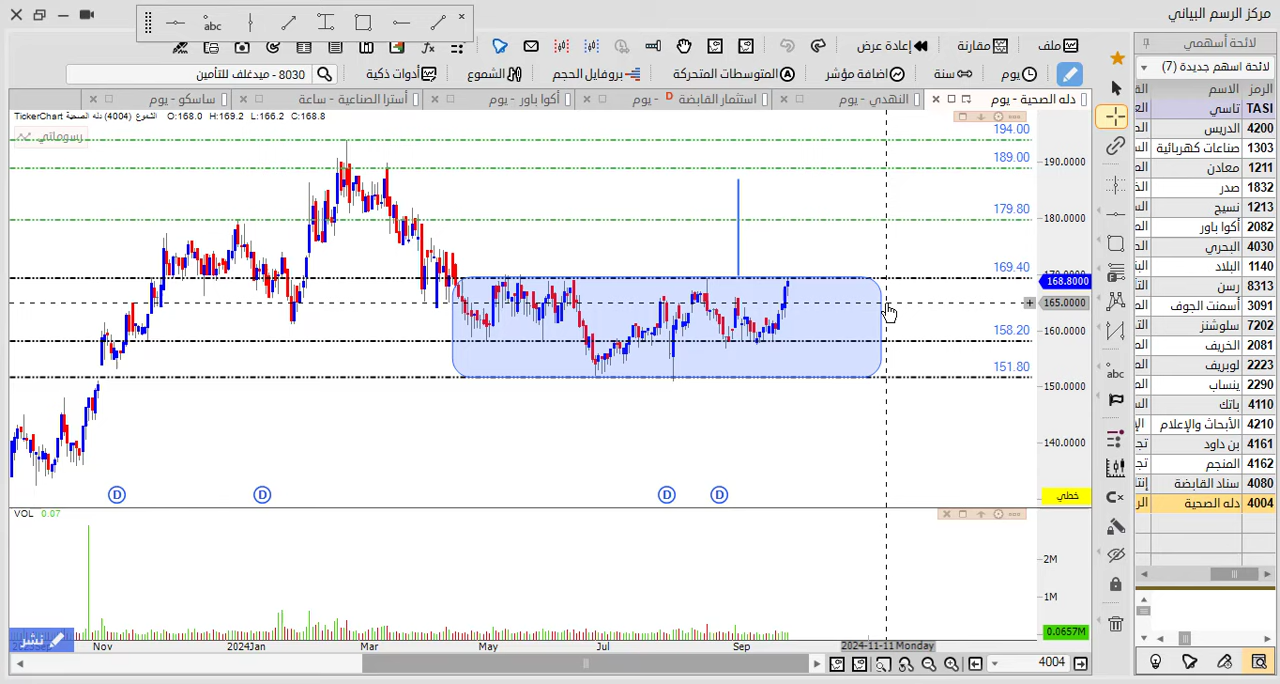 مركز الرسم البياني
abc
ملف
مقارنة
إعادة عرض
fx
لائحة أسهمي
يوم
سنة
اضافة مؤشر
المتوسطات المتحركة
بروفايل الحجم
الشموع
أدوات ذكية
8030 - ميدغلف للتأمين
لائحة اسهم جديدة (7)
دله الصحية - يوم
النهدي - يوم
استثمار القابضة D - يوم
أكوا باور - يوم
أسترا الصناعية - ساعة
ساسكو - يوم
الرمز الاسم
TASI تاسي
4200 الدريس
1303 صناعات كهربائية
1211 معادن
1832 صدر
1213 نسيج
2082 أكوا باور
4030 البحري
1140 البلاد
8313 رسن
3091 أسمنت الجوف
7202 سلوشنز
2081 الخريف
2223 لوبريف
2290 ينساب
4110 باتك
4210 الأبحاث والإعلام
4161 بن داود
4162 المنجم
4080 سناد القابضة
4004 دله الصحية
TickerChart الشموع (4004) دله الصحية O:168.0 H:169.2 L:166.2 C:168.8
رسوماتي
194.00
189.00
179.80
169.40
158.20
151.80
190.0000
180.0000
170.0000
168.8000
165.0000
160.0000
150.0000
140.0000
خطي
abc
D D D D
VOL 0.07
2M
1M
0.0657M
نشر
Nov 2024Jan Mar May Jul Sep 2024-11-11 Monday
4004